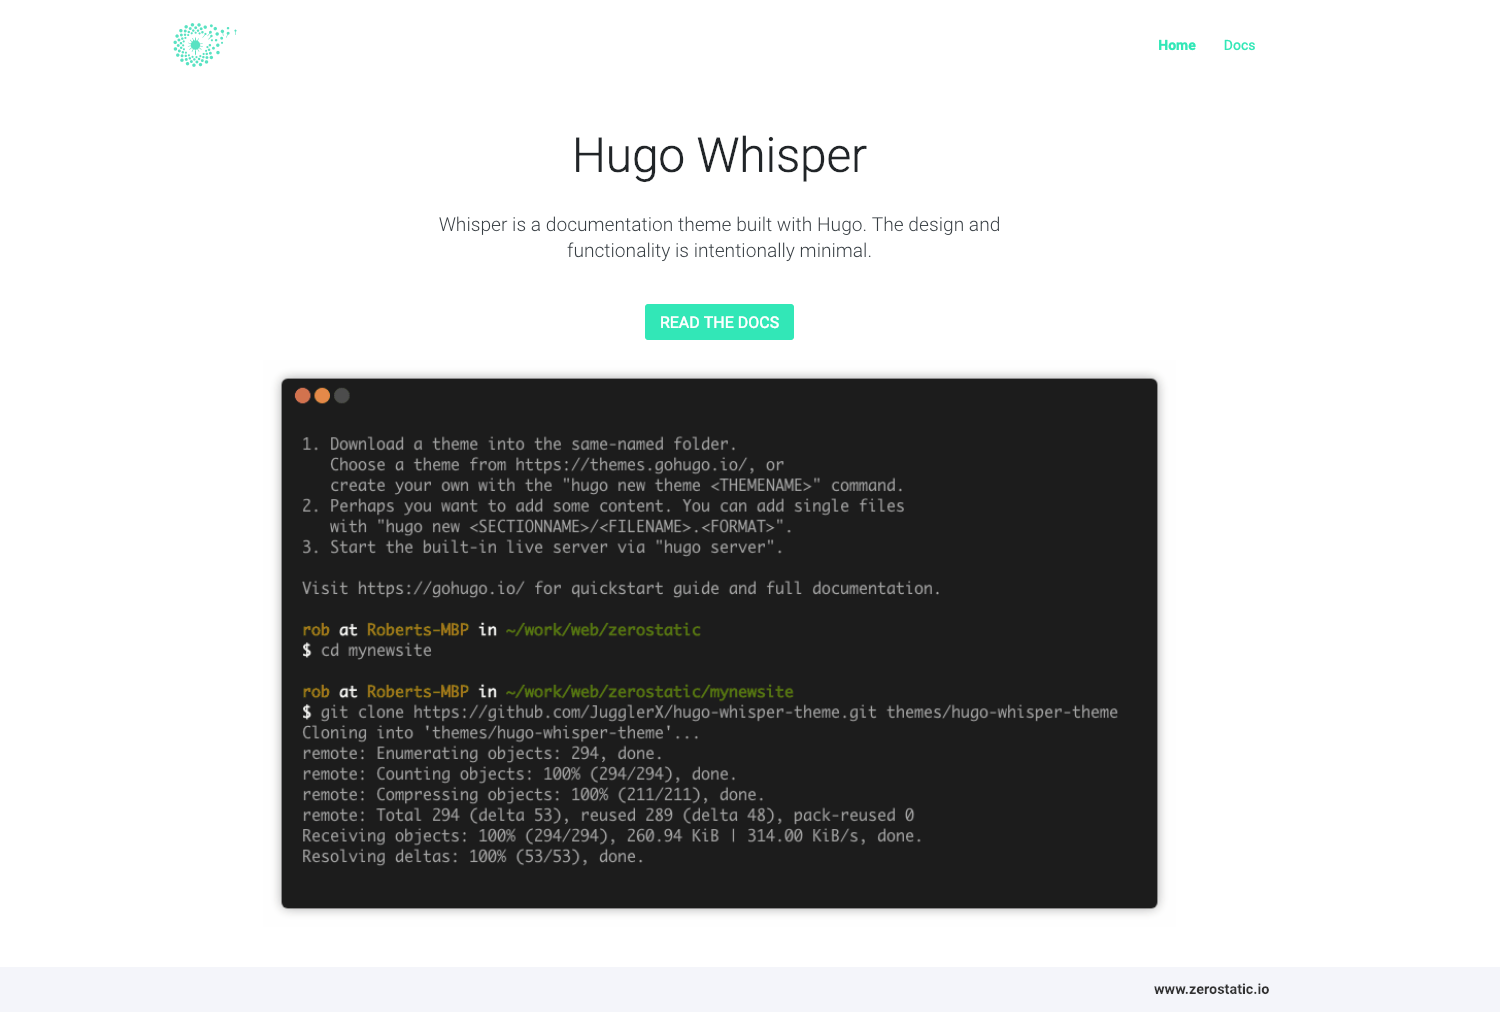 Home Docs
Hugo Whisper
Whisper is a documentation theme built with Hugo. The design and
functionality is intentionally minimal.
READ THE DOCS
1. Download a theme into the same-named folder.
   Choose a theme from https://themes.gohugo.io/, or
   create your own with the "hugo new theme <THEMENAME>" command.
2. Perhaps you want to add some content. You can add single files
   with "hugo new <SECTIONNAME>/<FILENAME>.<FORMAT>".
3. Start the built-in live server via "hugo server".
Visit https://gohugo.io/ for quickstart guide and full documentation.
rob at Roberts-MBP in ~/work/web/zerostatic
$ cd mynewsite
rob at Roberts-MBP in ~/work/web/zerostatic/mynewsite
$ git clone https://github.com/JugglerX/hugo-whisper-theme.git themes/hugo-whisper-theme
Cloning into 'themes/hugo-whisper-theme'...
remote: Enumerating objects: 294, done.
remote: Counting objects: 100% (294/294), done.
remote: Compressing objects: 100% (211/211), done.
remote: Total 294 (delta 53), reused 289 (delta 48), pack-reused 0
Receiving objects: 100% (294/294), 260.94 KiB | 314.00 KiB/s, done.
Resolving deltas: 100% (53/53), done.
www.zerostatic.io